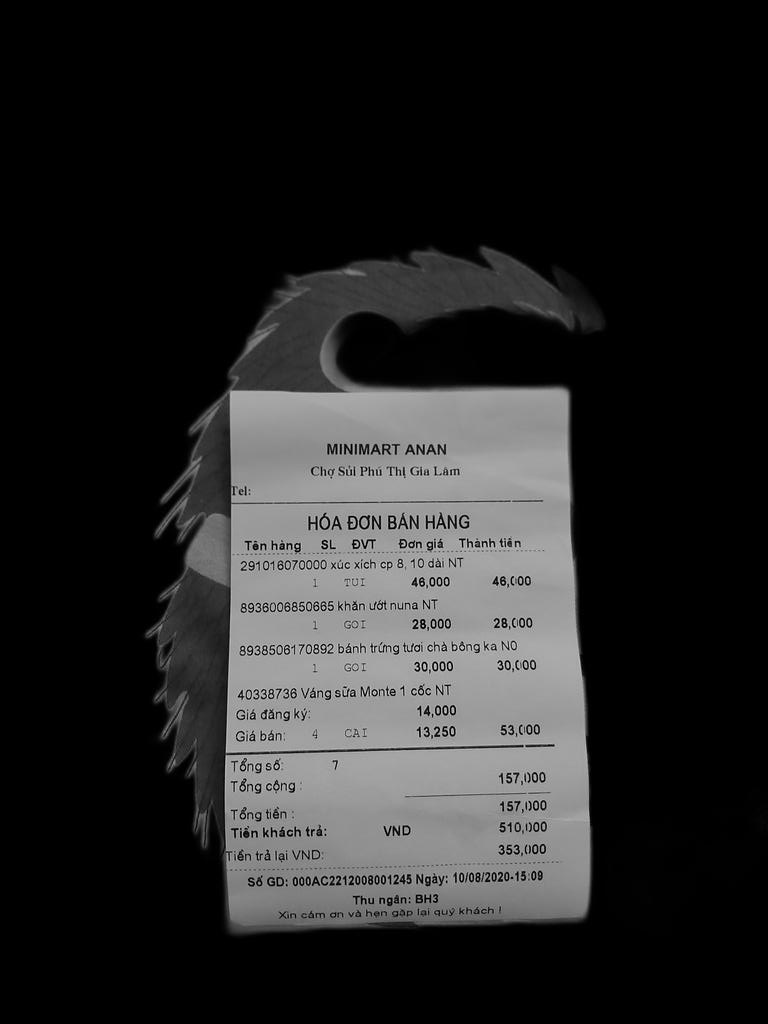 MINIMART ANAN
Chợ Sủi Phú Thị Gia Lâm
Tel:
HÓA ĐƠN BÁN HÀNG
Tên hàng SL ĐVT Đơn giá Thành tiền
291016070000 xúc xích cp 8, 10 dài NT
1 TUI 46,000 46,000
8936006850665 khăn ướt nuna NT
1 GOI 28,000 28,000
8938506170892 bánh trứng tươi chà bông ka N0
1 GOI 30,000 30,000
40338736 Váng sữa Monte 1 cốc NT
Giá đăng ký: 14,000
Giá bán: 4 CAI 13,250 53,000
Tổng số: 7
Tổng cộng : 157,000
Tổng tiền : 157,000
Tiền khách trả: VND 510,000
Tiền trả lại VND: 353,000
Số GD: 000AC2212008001245 Ngày: 10/08/2020-15:09
Thu ngân: BH3
Xin cảm ơn và hẹn gặp lại quý khách !